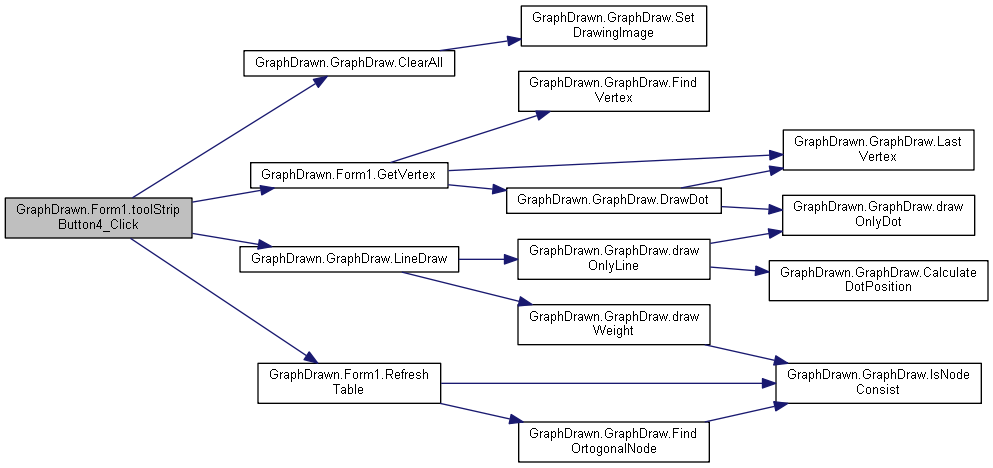 GraphDrawn.Form1.toolStrip
Button4_Click
GraphDrawn.GraphDraw.ClearAll
GraphDrawn.GraphDraw.Set
DrawingImage
GraphDrawn.Form1.GetVertex
GraphDrawn.GraphDraw.Find
Vertex
GraphDrawn.GraphDraw.Last
Vertex
GraphDrawn.GraphDraw.DrawDot
GraphDrawn.GraphDraw.draw
OnlyDot
GraphDrawn.GraphDraw.LineDraw
GraphDrawn.GraphDraw.draw
OnlyLine
GraphDrawn.GraphDraw.Calculate
DotPosition
GraphDrawn.GraphDraw.draw
Weight
GraphDrawn.GraphDraw.IsNode
Consist
GraphDrawn.Form1.Refresh
Table
GraphDrawn.GraphDraw.Find
OrtogonalNode